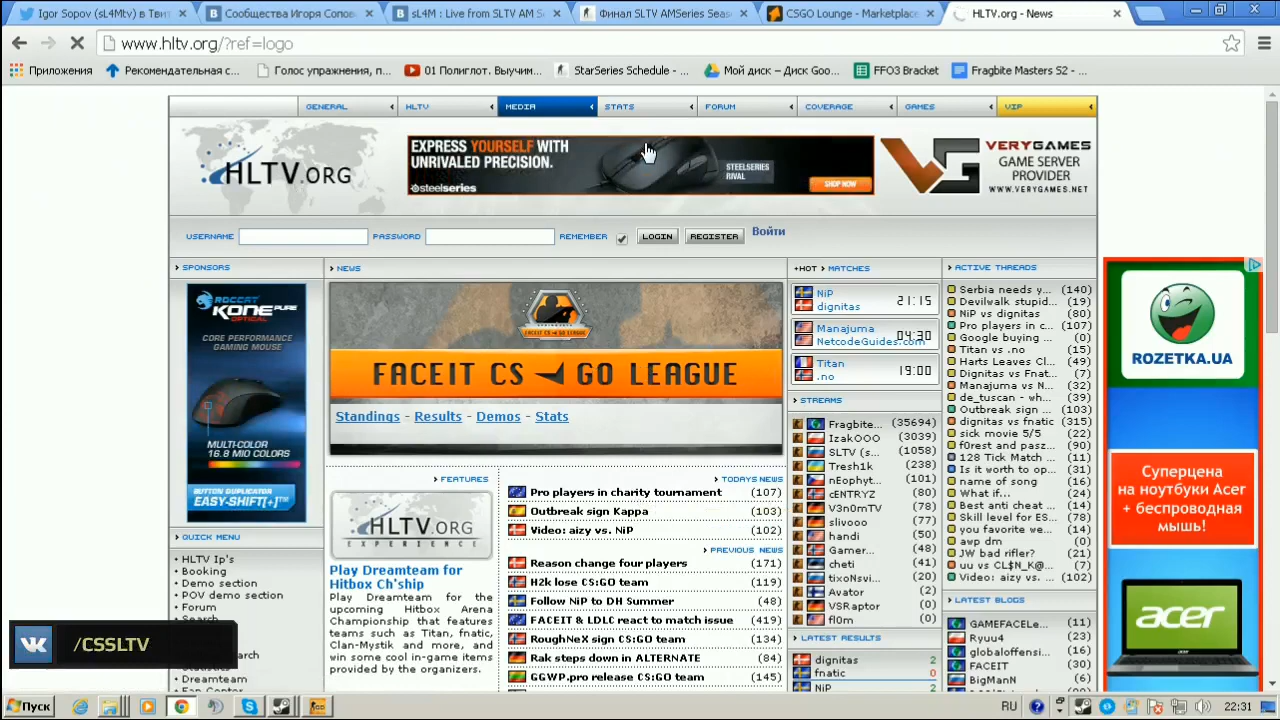 Igor Sopov (sL4Mtv) в Тви
Сообщества Игоря Сопов
sL4M : Live from SLTV AM S
Финал SLTV AMSeries Seas
CSGO Lounge - Marketplace
HLTV.org - News
www.hltv.org/?ref=logo
Приложения
Рекомендательная с...
Голос упражнения, п...
01 Полиглот. Выучим...
StarSeries Schedule - ...
Мой диск – Диск Goo...
FFO3 Bracket
Fragbite Masters S2 - ...
GENERAL
HLTV
MEDIA
STATS
FORUM
COVERAGE
GAMES
VIP
HLTV.ORG
EXPRESS YOURSELF WITH
UNRIVALED PRECISION.
steelseries
STEELSERIES
RIVAL
SHOP NOW
VERYGAMES
GAME SERVER
PROVIDER
WWW.VERYGAMES.NET
USERNAME
PASSWORD
REMEMBER
LOGIN
REGISTER
Войти
SPONSORS
ROCCAT
KONE PURE
OPTICAL
CORE PERFORMANCE
GAMING MOUSE
MULTI-COLOR
16.8 MIO COLORS
BUTTON DUPLICATOR
EASY-SHIFT[+]™
QUICK MENU
HLTV Ip's
Booking
Demo section
POV demo section
Forum
Search
Dreamteam
/CSSLTV
NEWS
FACEIT CS GO LEAGUE
Standings - Results - Demos - Stats
FEATURES
HLTV.ORG
EXPERIENCE
Play Dreamteam for
Hitbox Ch'ship
Play Dreamteam for the
upcoming Hitbox Arena
Championship that features
teams such as Titan, fnatic,
Clan-Mystik and more, and
win some cool in-game items
provided by the organizers.
TODAYS NEWS
Pro players in charity tournament (107)
Outbreak sign Kappa (103)
Video: aizy vs. NiP (102)
PREVIOUS NEWS
Reason change four players (171)
H2k lose CS:GO team (119)
Follow NiP to DH Summer (48)
FACEIT & LDLC react to match issue (419)
RoughNeX sign CS:GO team (134)
Rak steps down in ALTERNATE (84)
GGWP.pro release CS:GO team (145)
+HOT MATCHES
NiP
dignitas
21:15
Manajuma
NetcodeGuides.com
04:30
Titan
.no
19:00
STREAMS
Fragbite... (35694)
IzakOOO (3039)
SLTV (s... (1058)
Tresh1k (238)
nEophyt... (101)
cENTRYZ (80)
V3n0mTV (78)
slivooo (77)
handi (50)
Gamer... (48)
cheti (41)
tixoNsvi... (20)
Avator (2)
VSRaptor (0)
fl0m (0)
LATEST RESULTS
dignitas 2
fnatic 0
NiP 2
ACTIVE THREADS
Serbia needs y... (140)
Devilwalk stupid... (19)
NiP vs dignitas (80)
Pro players in c... (107)
Google buying ... (0)
Titan vs .no (15)
Harts Leaves Cl... (39)
Dignitas vs Fnat... (73)
Manajuma vs N... (32)
de_tuscan - wh... (39)
Outbreak sign ... (103)
dignitas vs fnatic (315)
sick movie 5/5 (22)
f0rest and pasz... (90)
128 Tick Match ... (11)
Is it worth to op... (31)
name of song (21)
What if... (24)
Best anti cheat ... (44)
Skill level for ES... (78)
you favorite we... (29)
awp dm (0)
JW bad rifler? (21)
uu vs CL$N_K@... (77)
Video: aizy vs. ... (102)
LATEST BLOGS
GAMEFACELe... (11)
Ryuu4 (23)
globaloffensi... (16)
FACEIT (30)
BigManN (6)
ROZETKA.UA
Суперцена
на ноутбуки Acer
+ беспроводная
мышь!
acer
Пуск
RU
22:31